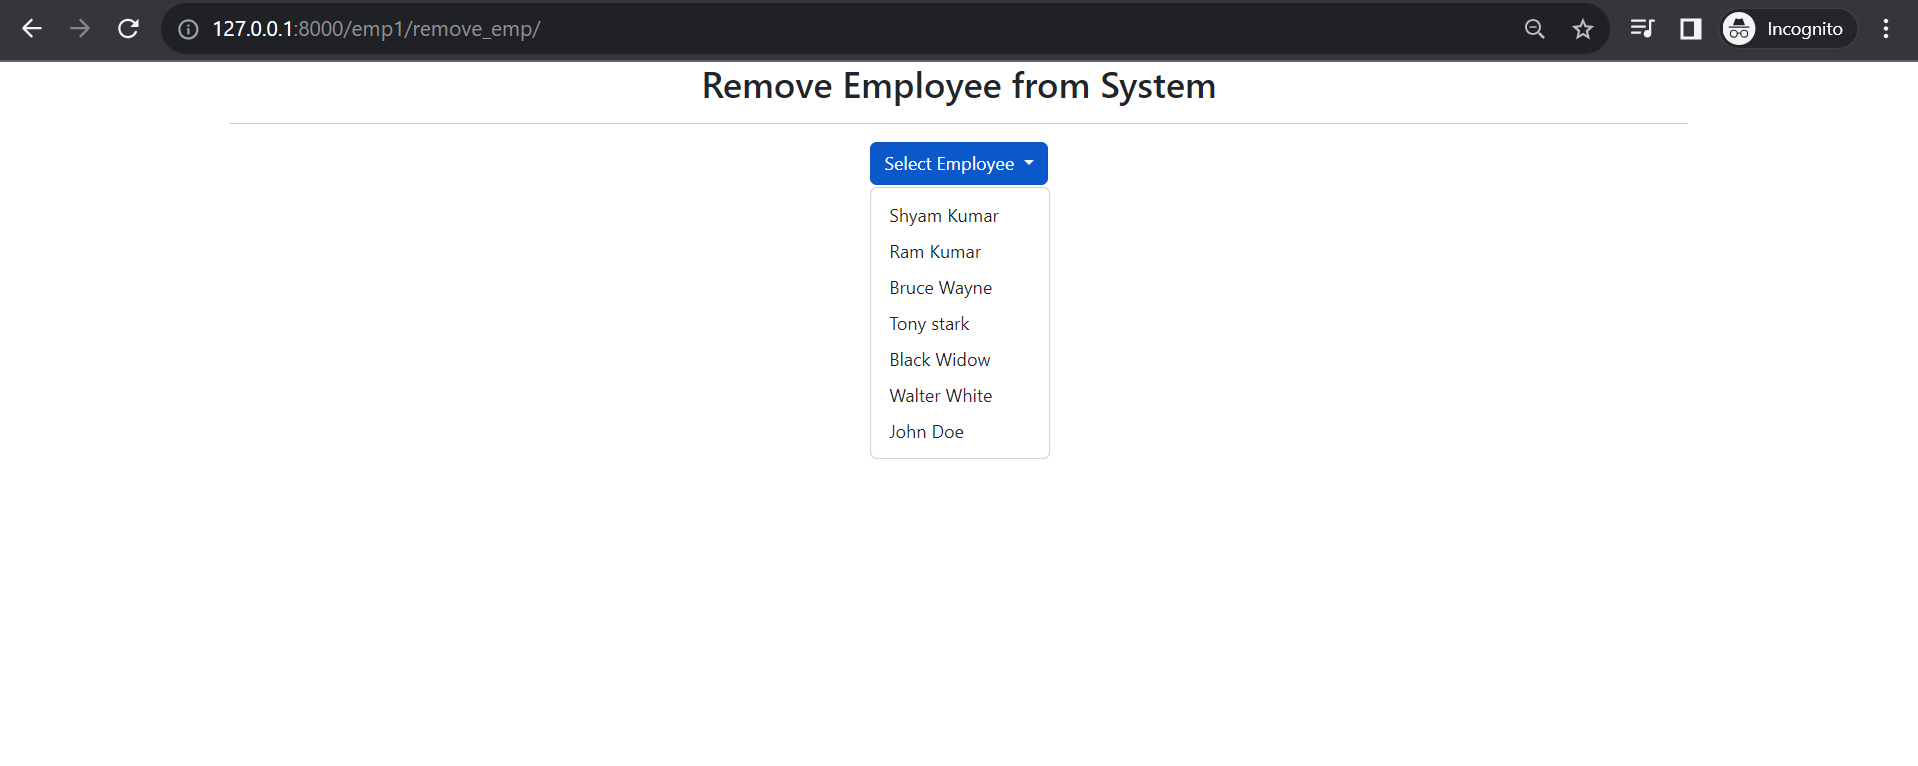 127.0.0.1:8000/emp1/remove_emp/
Incognito
Remove Employee from System
Select Employee
Shyam Kumar
Ram Kumar
Bruce Wayne
Tony stark
Black Widow
Walter White
John Doe